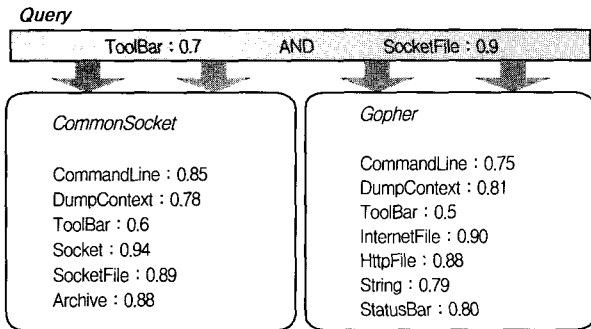 Query
ToolBar : 0.7 AND SocketFile : 0.9
CommonSocket
CommandLine : 0.85
DumpContext : 0.78
ToolBar : 0.6
Socket : 0.94
SocketFile : 0.89
Archive : 0.88
Gopher
CommandLine : 0.75
DumpContext : 0.81
ToolBar : 0.5
InternetFile : 0.90
HttpFile : 0.88
String : 0.79
StatusBar : 0.80